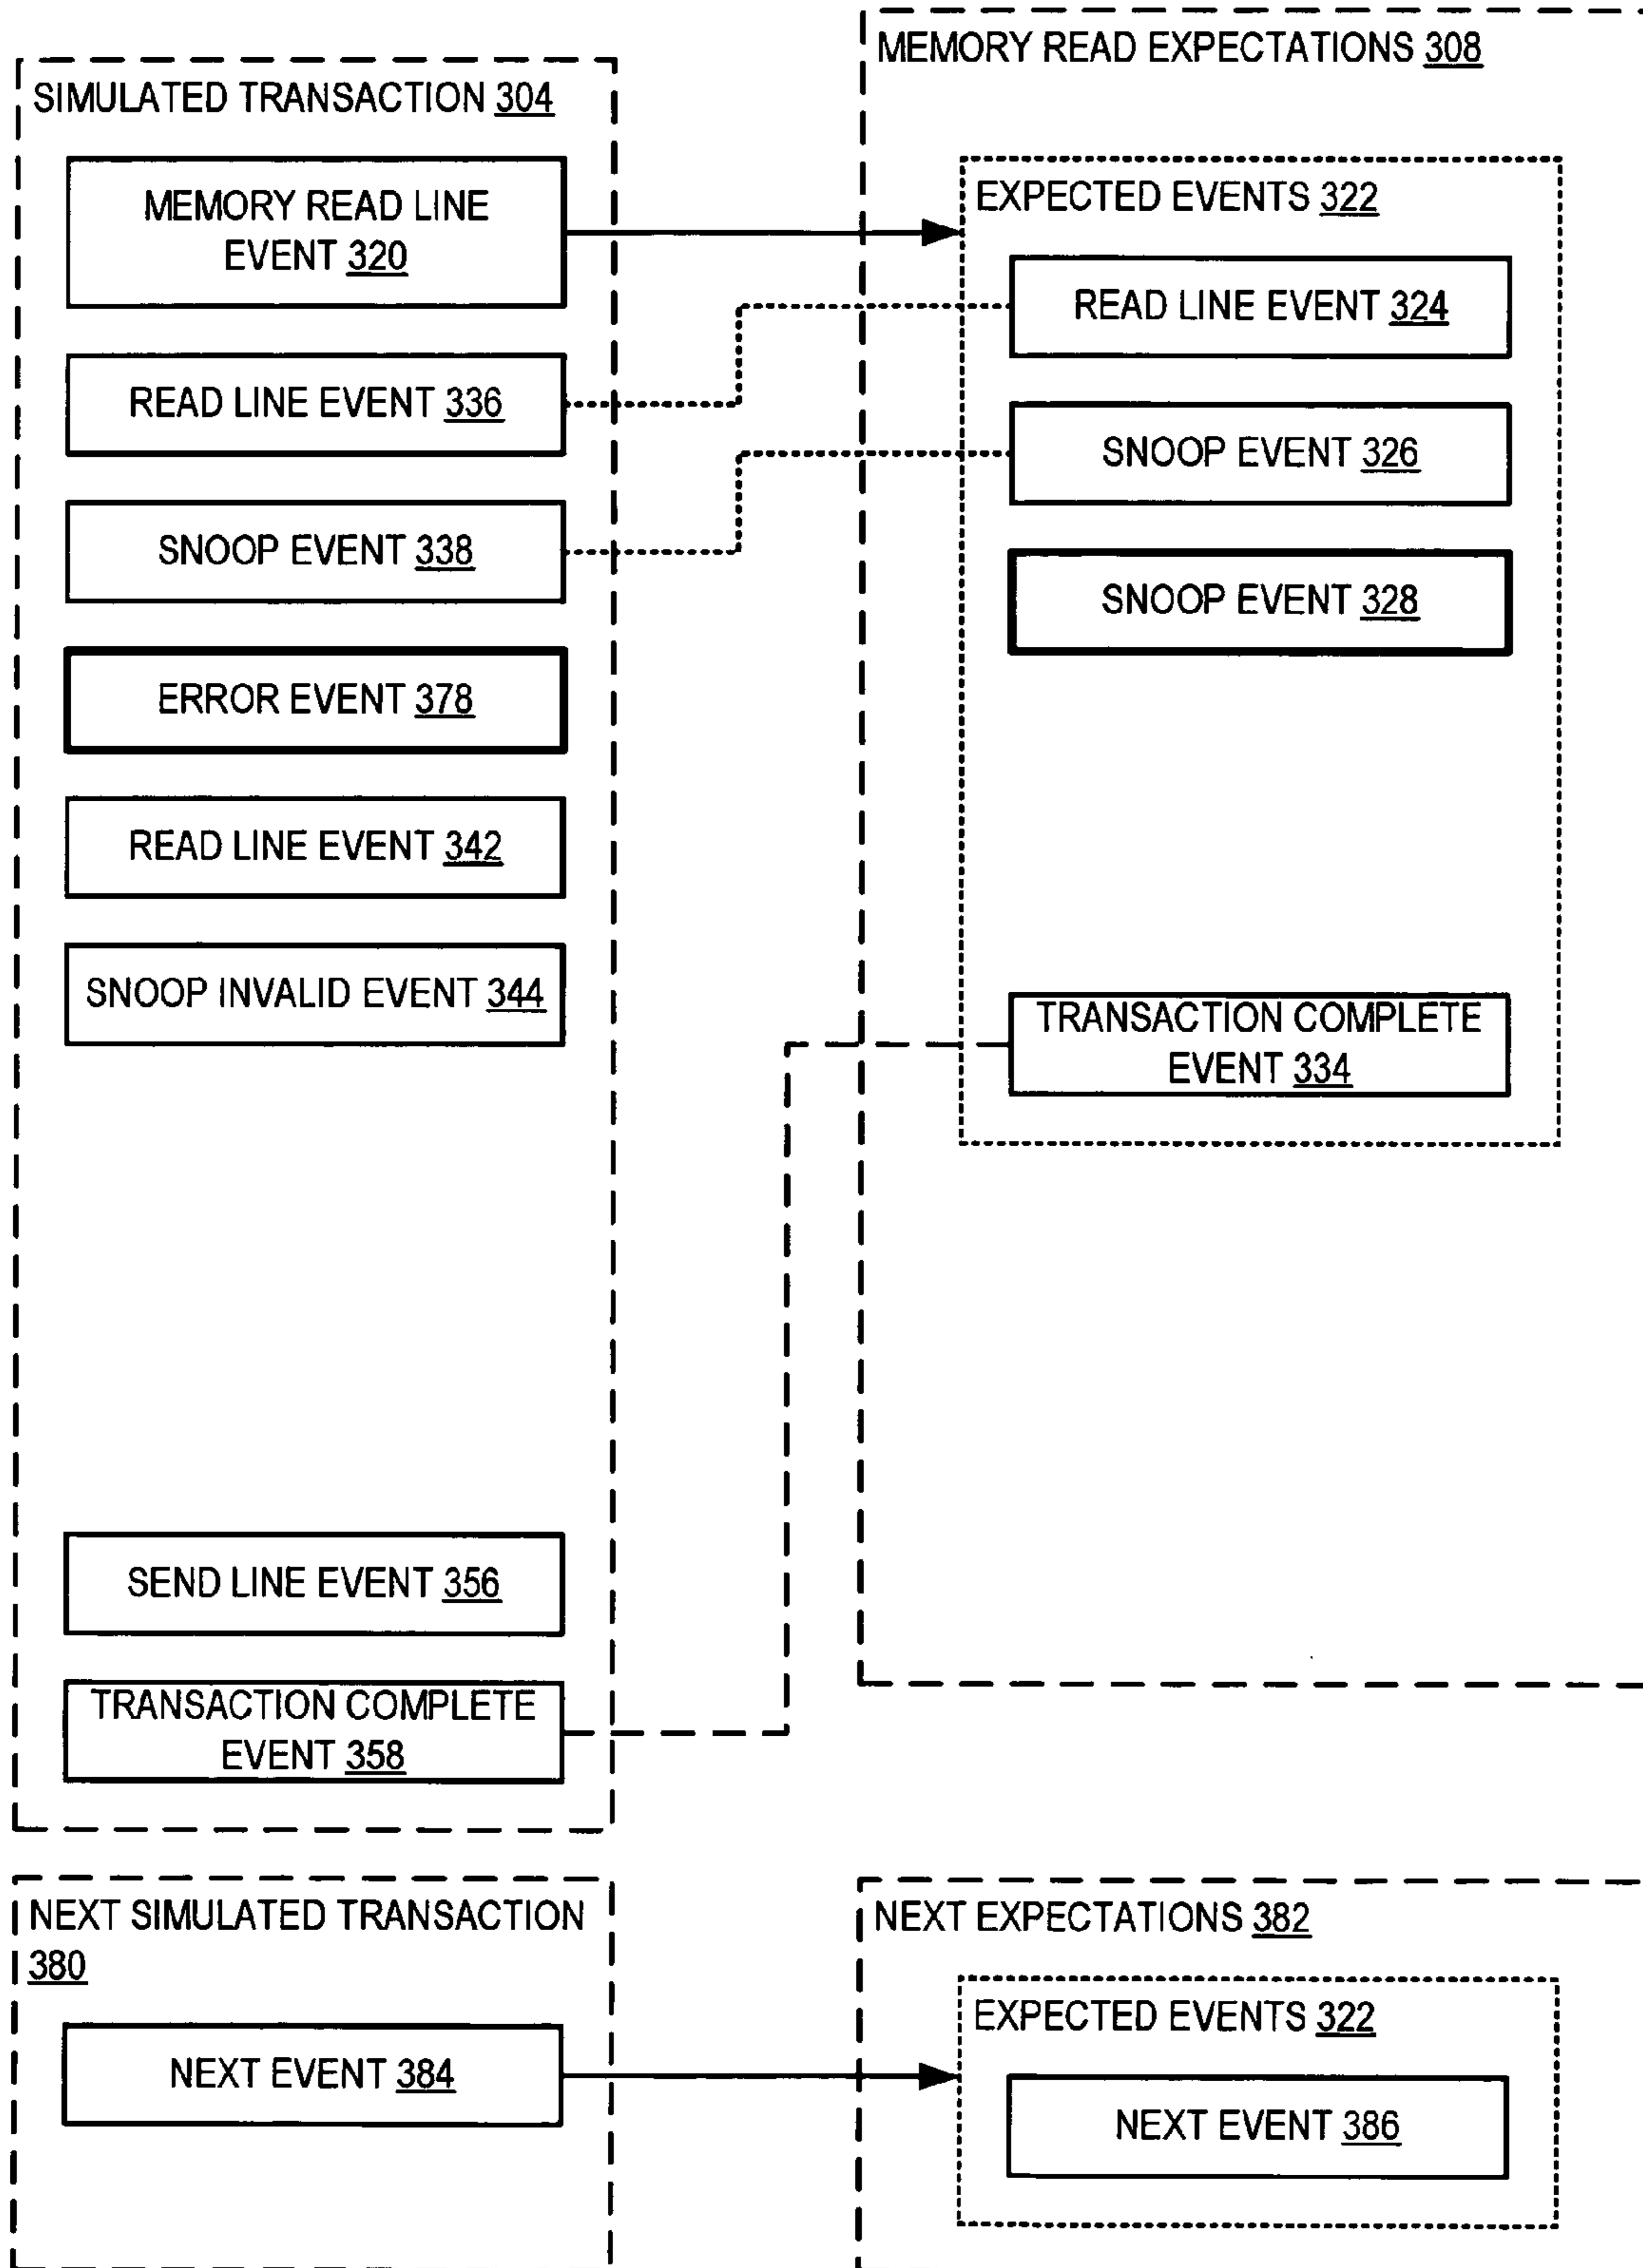 SIMULATED TRANSACTION 304
MEMORY READ LINE
EVENT 320
READ LINE EVENT 336
SNOOP EVENT 338
ERROR EVENT 378
READ LINE EVENT 342
SNOOP INVALID EVENT 344
SEND LINE EVENT 356
TRANSACTION COMPLETE
EVENT 358
MEMORY READ EXPECTATIONS 308
EXPECTED EVENTS 322
READ LINE EVENT 324
SNOOP EVENT 326
SNOOP EVENT 328
TRANSACTION COMPLETE
EVENT 334
NEXT SIMULATED TRANSACTION
380
NEXT EVENT 384
NEXT EXPECTATIONS 382
EXPECTED EVENTS 322
NEXT EVENT 386